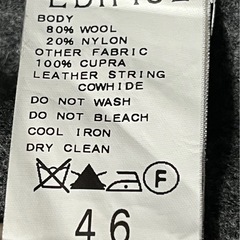 BODY
80% WOOL
20% NYLON
OTHER FABRIC
100% CUPRA
LEATHER STRING
COWHIDE
DO NOT WASH
DO NOT BLEACH
COOL IRON
DRY CLEAN
F
46